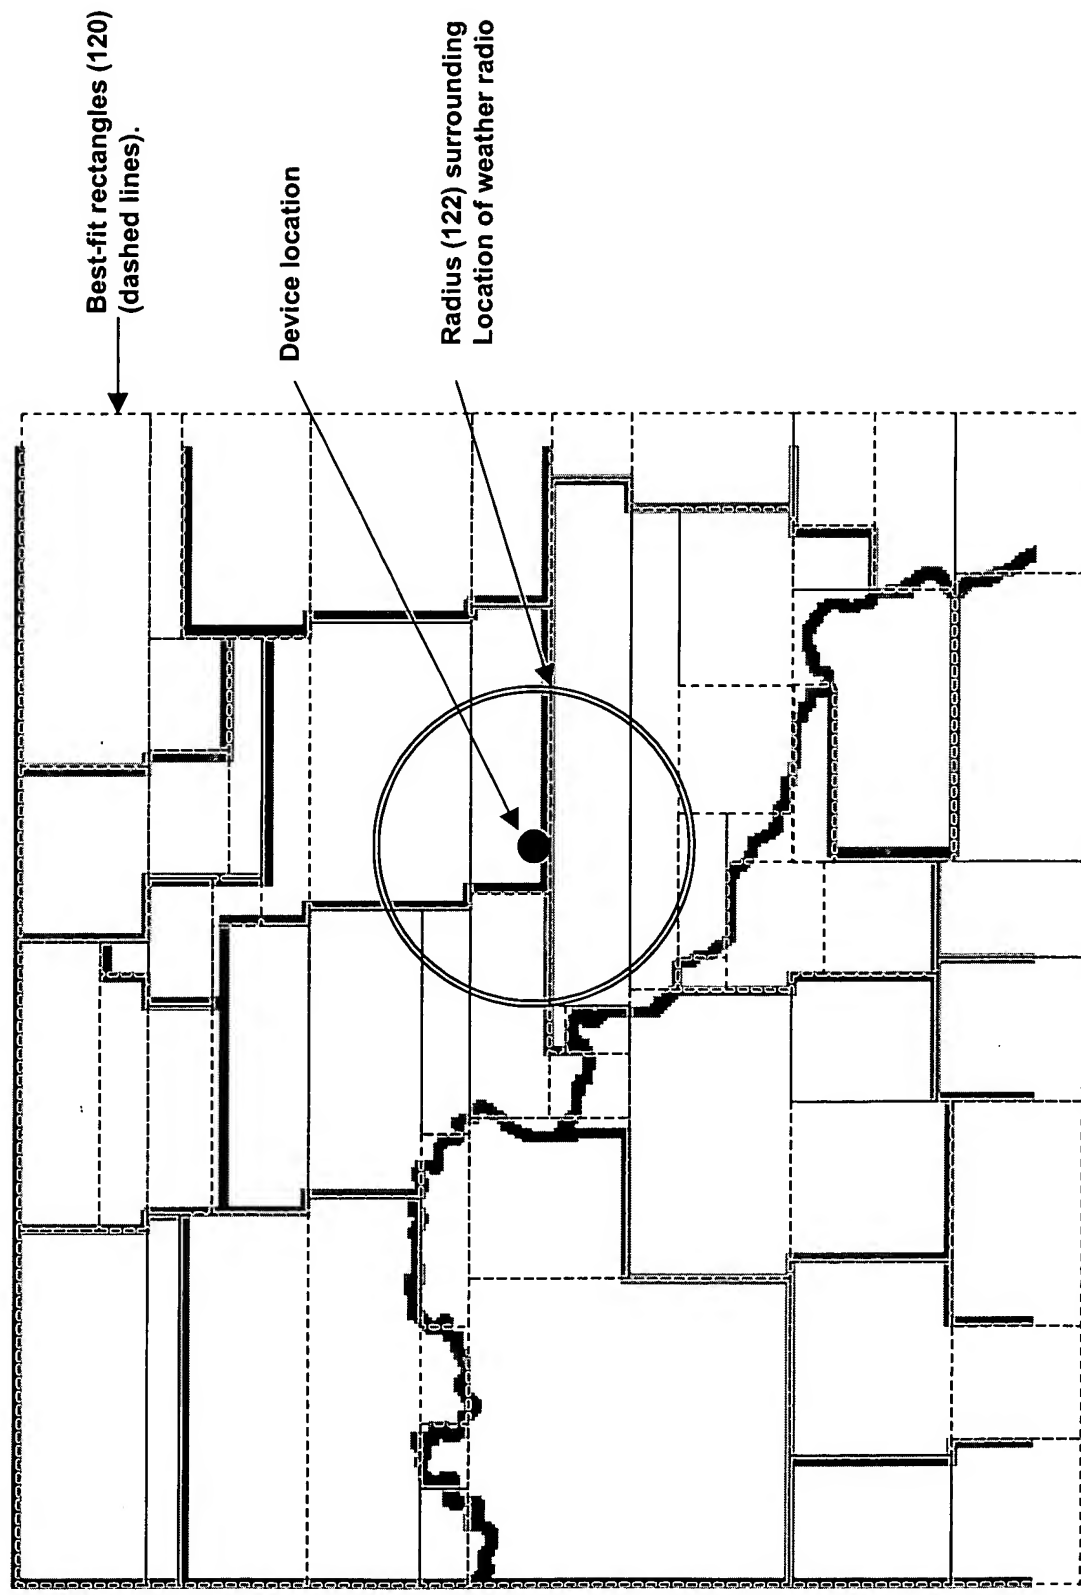 Best-fit rectangles (120)
(dashed lines).
Device location
Radius (122) surrounding
Location of weather radio